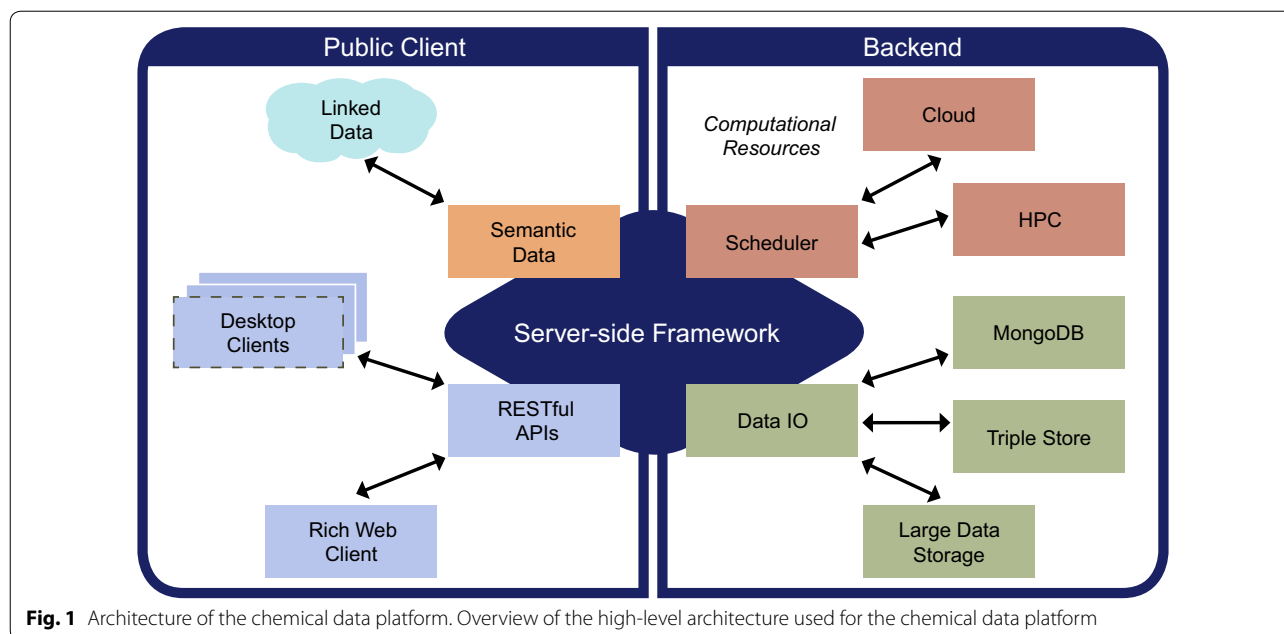 Public Client
Backend
Linked
Data
Computational
Resources
Cloud
Semantic
Data
Scheduler
HPC
Desktop
Clients
Server-side Framework
MongoDB
RESTful
APIs
Data IO
Triple Store
Rich Web
Client
Large Data
Storage
Fig. 1 Architecture of the chemical data platform. Overview of the high-level architecture used for the chemical data platform